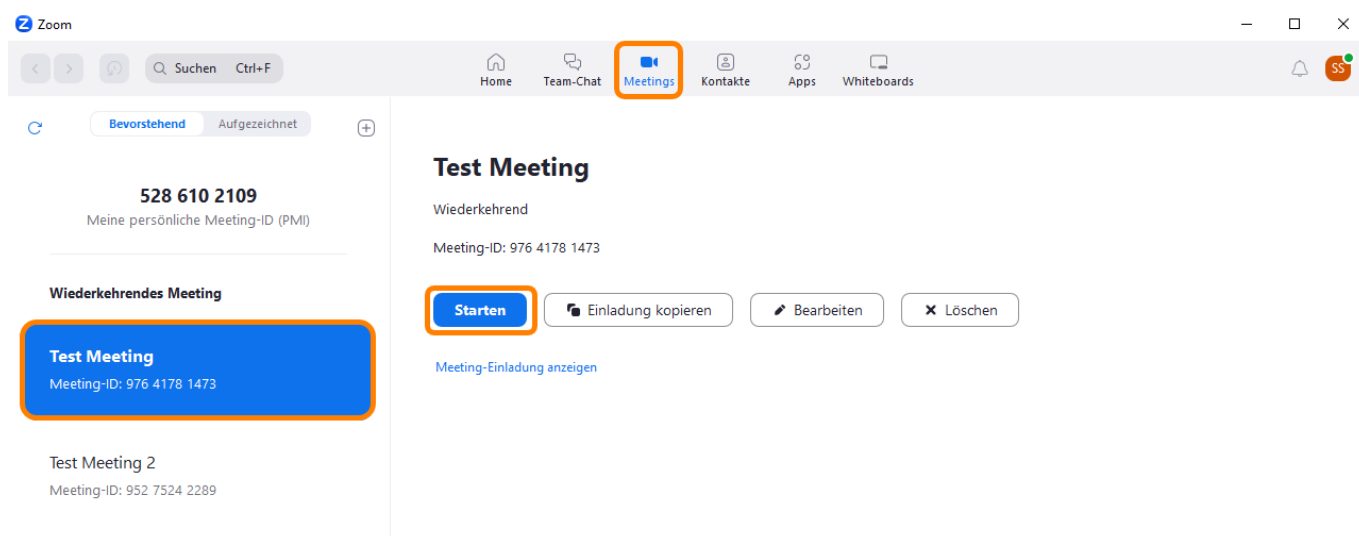 Zoom
Suchen Ctrl+F
Home Team-Chat Meetings Kontakte Apps Whiteboards
SS
Bevorstehend Aufgezeichnet
528 610 2109
Meine persönliche Meeting-ID (PMI)
Wiederkehrendes Meeting
Test Meeting
Meeting-ID: 976 4178 1473
Test Meeting 2
Meeting-ID: 952 7524 2289
Test Meeting
Wiederkehrend
Meeting-ID: 976 4178 1473
Starten Einladung kopieren Bearbeiten Löschen
Meeting-Einladung anzeigen